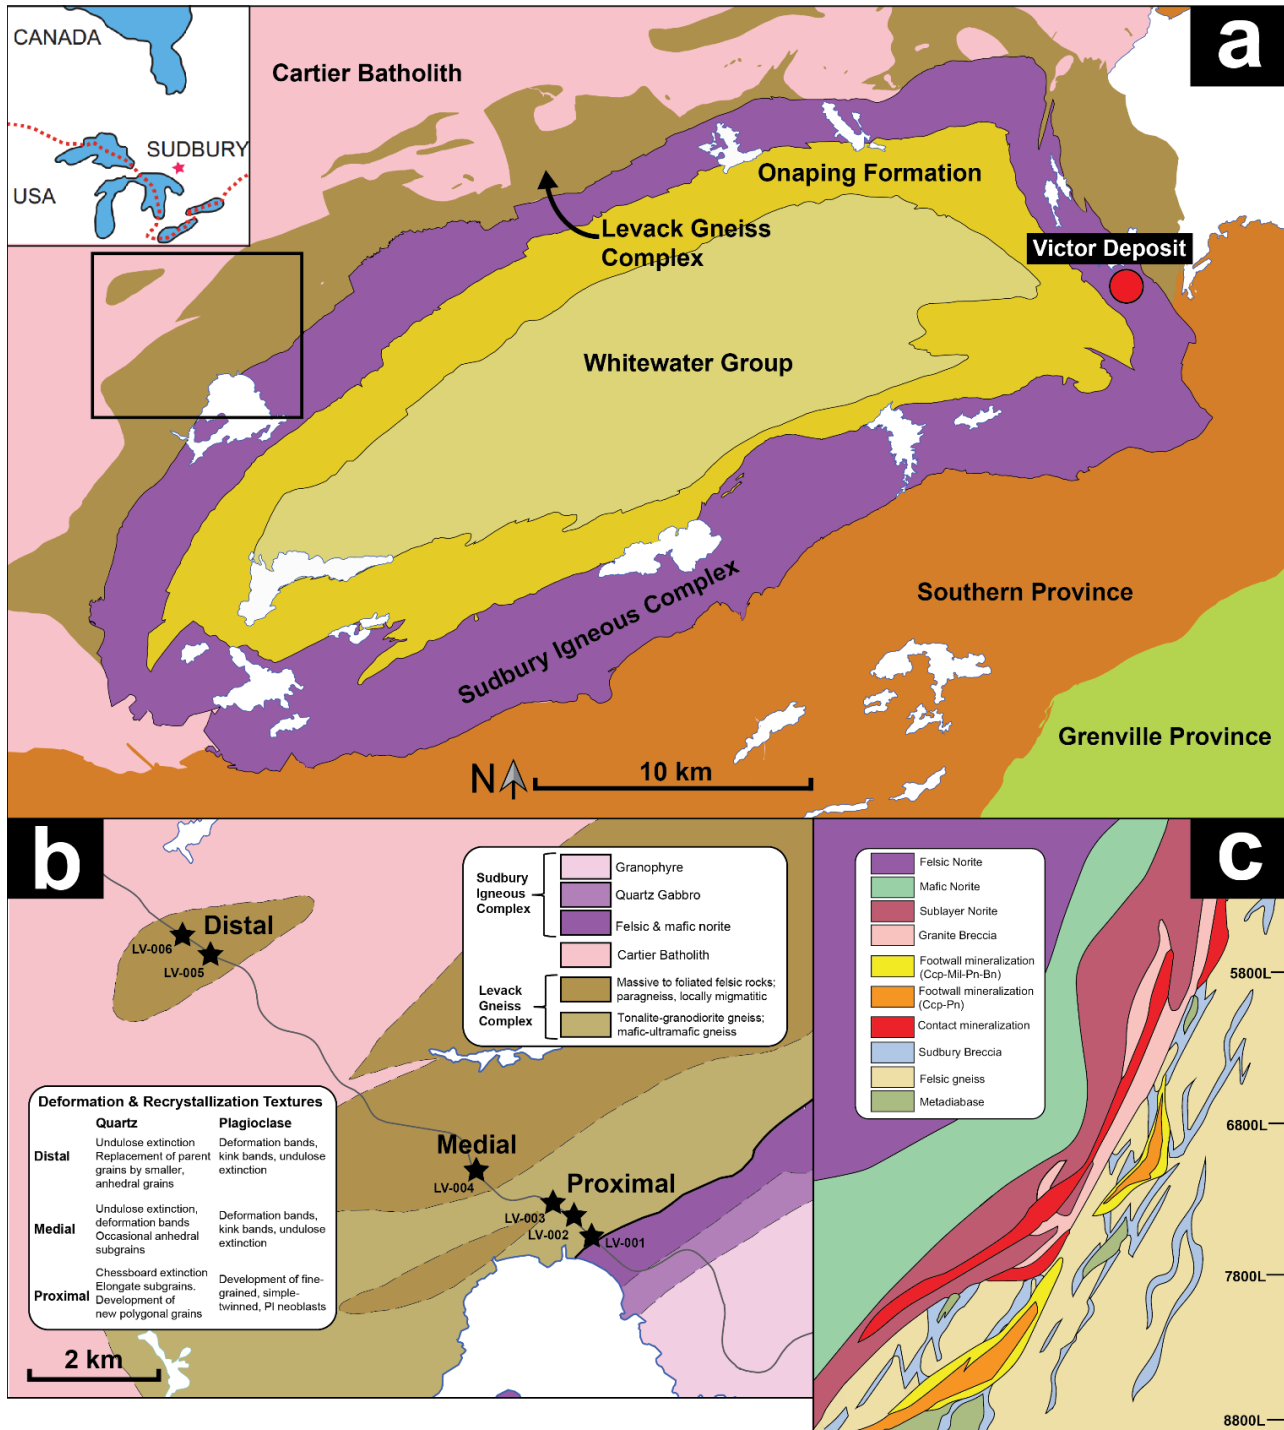 a
CANADA
SUDBURY
USA
Cartier Batholith
Onaping Formation
Levack Gneiss
Complex
Victor Deposit
Whitewater Group
Sudbury Igneous Complex
Southern Province
Grenville Province
N
10 km
b
Distal
LV-006
LV-005
Medial
LV-004
Proximal
LV-003
LV-002
LV-001
Sudbury
Igneous
Complex
Granophyre
Quartz Gabbro
Felsic & mafic norite
Cartier Batholith
Levack
Gneiss
Complex
Massive to foliated felsic rocks;
paragneiss, locally migmatitic
Tonalite-granodiorite gneiss;
mafic-ultramafic gneiss
Deformation & Recrystallization Textures
Quartz Plagioclase
Distal
Undulose extinction
Replacement of parent
grains by smaller,
anhedral grains
Deformation bands,
kink bands, undulose
extinction
Medial
Undulose extinction,
deformation bands
Occasional anhedral
subgrains
Deformation bands,
kink bands, undulose
extinction
Proximal
Chessboard extinction
Elongate subgrains.
Development of
new polygonal grains
Development of fine-
grained, simple-
twinned, Pl neoblasts
2 km
c
Felsic Norite
Mafic Norite
Sublayer Norite
Granite Breccia
Footwall mineralization
(Ccp-Mil-Pn-Bn)
Footwall mineralization
(Ccp-Pn)
Contact mineralization
Sudbury Breccia
Felsic gneiss
Metadiabase
5800L
6800L
7800L
8800L